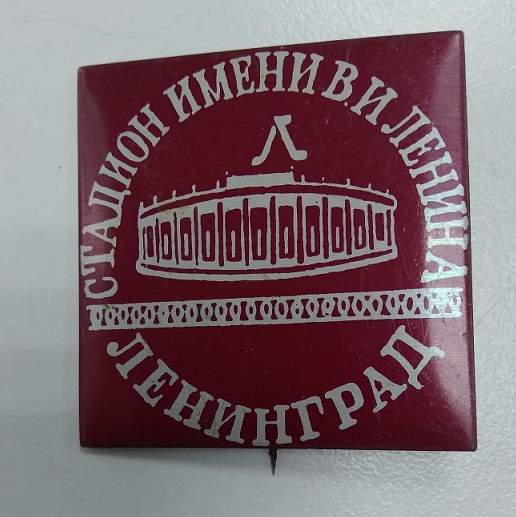 СТАДИОН ИМЕНИ В.И ЛЕНИНА
Л
ЛЕНИНГРАД